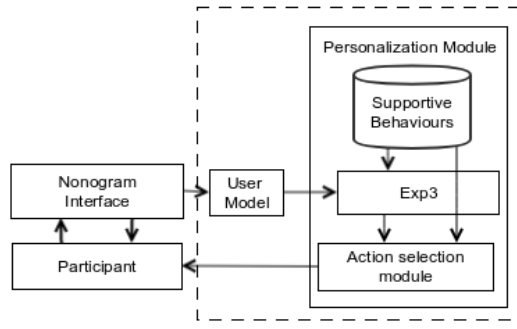 Personalization Module
Supportive
Behaviours
Nonogram
Interface
User
Model
Exp3
Participant
Action selection
module